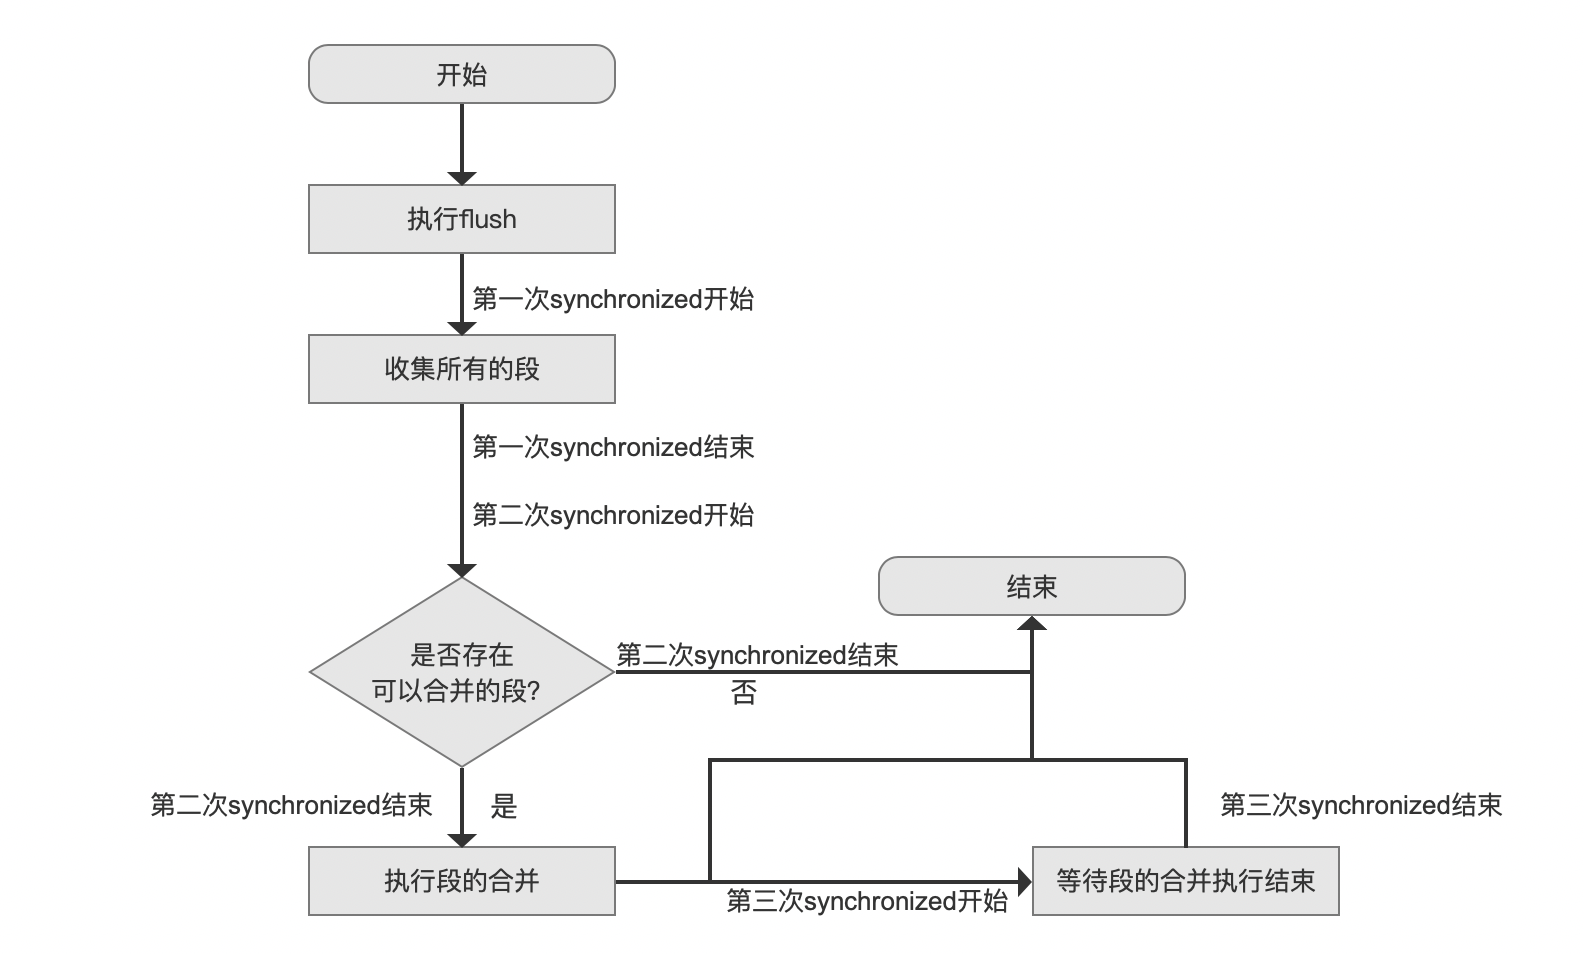 开始
执行flush
第一次synchronized开始
收集所有的段
第一次synchronized结束
第二次synchronized开始
结束
是否存在
可以合并的段?
第二次synchronized结束
否
第二次synchronized结束
是
第三次synchronized结束
执行段的合并
第三次synchronized开始
等待段的合并执行结束